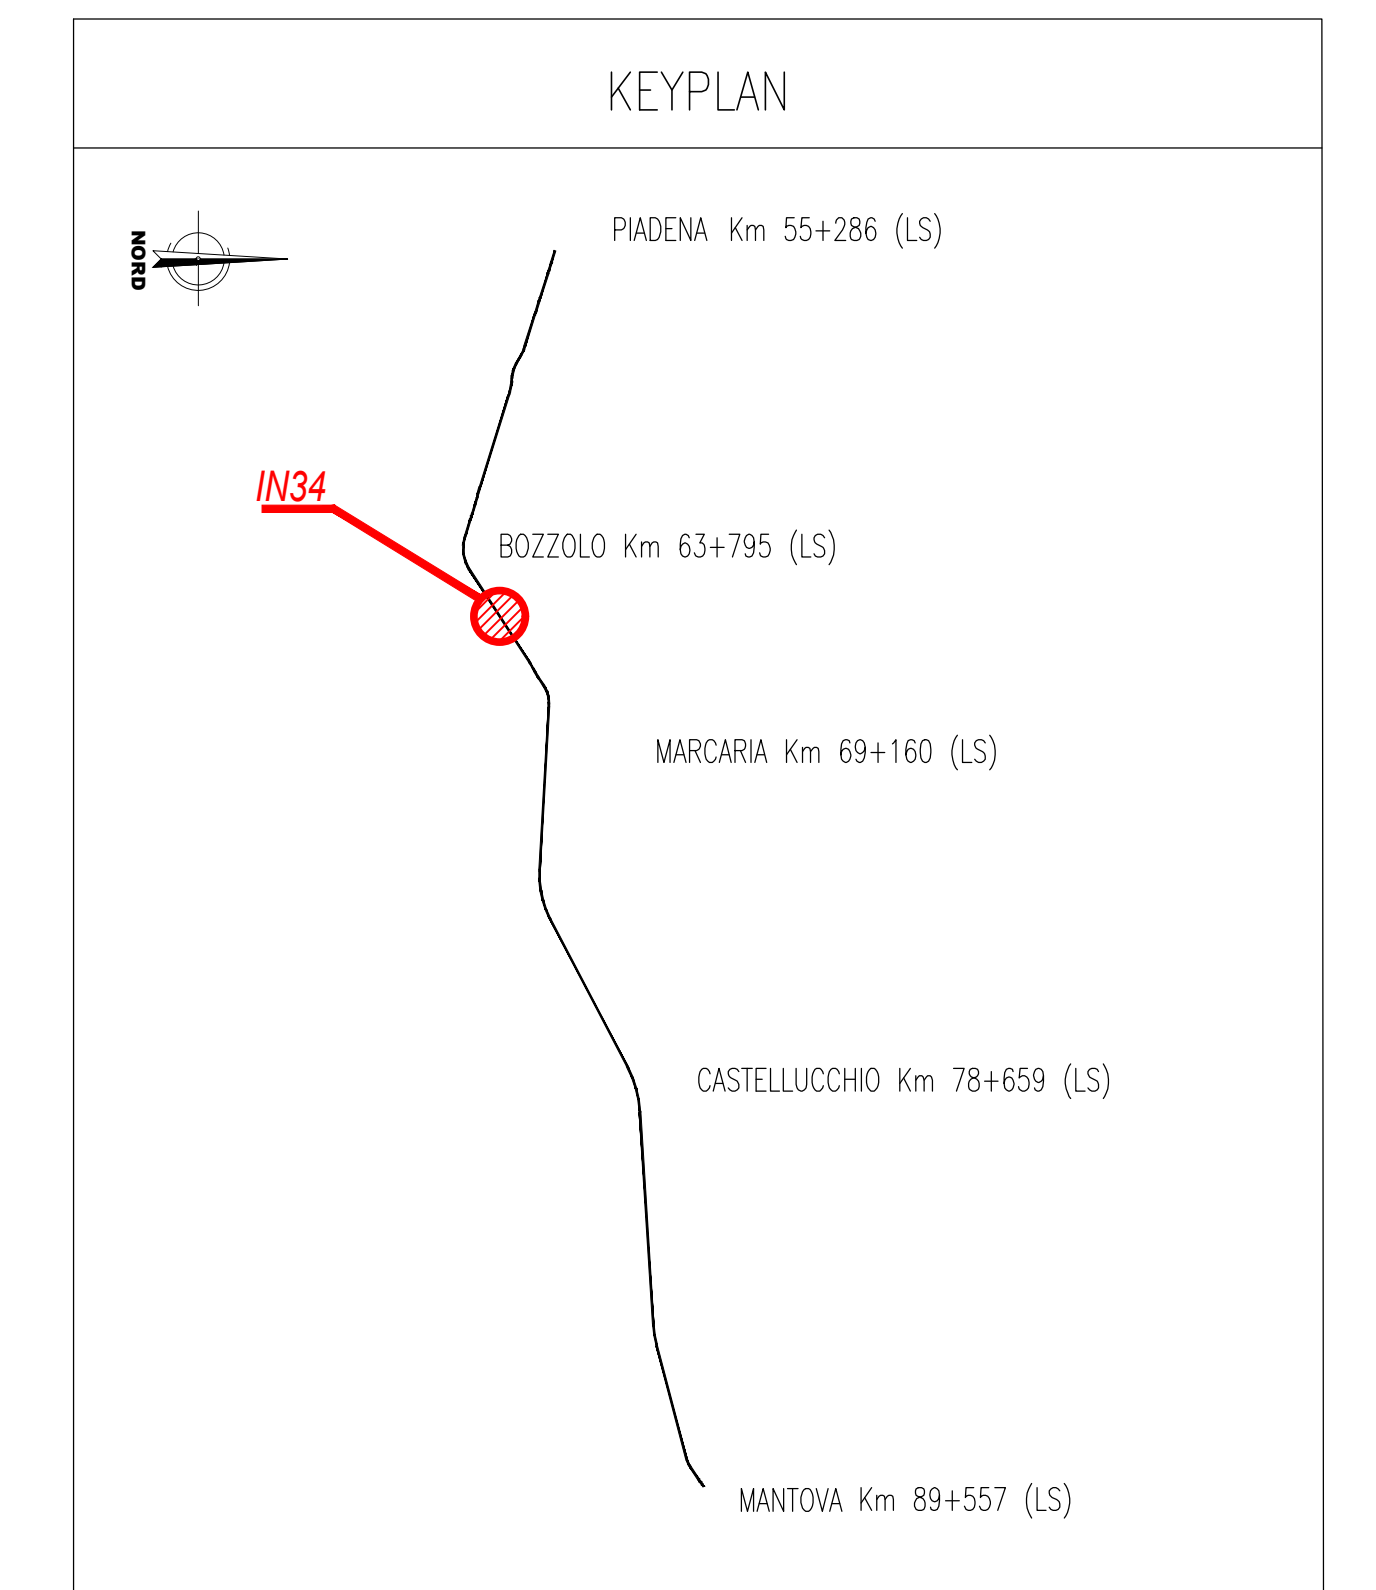 KEYPLAN
PIADENA Km 55+286 (LS)
NORD
IN34
BOZZOLO Km 63+795 (LS)
MARCARIA Km 69+160 (LS)
CASTELLUCCHIO Km 78+659 (LS)
MANTOVA Km 89+557 (LS)